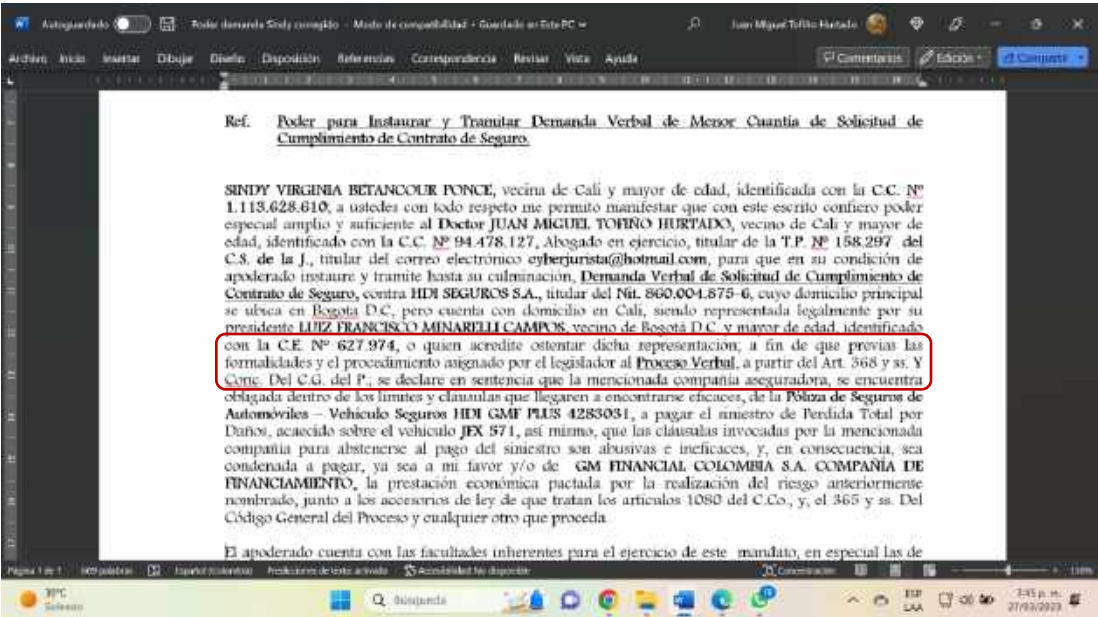 Autoguardado Poder demanda Sindy corregido - Modo de compatibilidad • Guardado en Este PC Juan Miguel Tofiño Hurtado
Archivo Inicio Insertar Dibujar Diseño Disposición Referencias Correspondencia Revisar Vista Ayuda Comentarios Edición Compartir
Ref. Poder para Instaurar y Tramitar Demanda Verbal de Menor Cuantía de Solicitud de
Cumplimiento de Contrato de Seguro.
SINDY VIRGINIA BETANCOUR PONCE, vecina de Cali y mayor de edad, identificada con la C.C. Nº
1.113.628.610, a ustedes con todo respeto me permito manifestar que con este escrito confiero poder
especial amplio y suficiente al Doctor JUAN MIGUEL TOFIÑO HURTADO, vecino de Cali y mayor de
edad, identificado con la C.C. Nº 94.478.127, Abogado en ejercicio, titular de la T.P. Nº 158.297 del
C.S. de la J., titular del correo electrónico cyberjurista@hotmail.com, para que en su condición de
apoderado instaure y tramite hasta su culminación, Demanda Verbal de Solicitud de Cumplimiento de
Contrato de Seguro, contra HDI SEGUROS S.A., titular del Nit. 860.004.875-6, cuyo domicilio principal
se ubica en Bogota D.C, pero cuenta con domicilio en Cali, siendo representada legalmente por su
presidente LUIZ FRANCISCO MINARELLI CAMPOS, vecino de Bogotá D.C. y mayor de edad, identificado
con la C.E. Nº 627.974, o quien acredite ostentar dicha representación; a fin de que previas las
formalidades y el procedimiento asignado por el legislador al Proceso Verbal, a partir del Art. 368 y ss. Y
Conc. Del C.G. del P.; se declare en sentencia que la mencionada compañía aseguradora, se encuentra
obligada dentro de los límites y cláusulas que llegaren a encontrarse eficaces, de la Póliza de Seguros de
Automóviles – Vehiculo Seguros HDI GMF PLUS 4283031, a pagar el siniestro de Perdida Total por
Daños, acaecido sobre el vehículo JFX 571, así mismo, que las cláusulas invocadas por la mencionada
compañía para abstenerse al pago del siniestro son abusivas e ineficaces, y, en consecuencia, sea
condenada a pagar, ya sea a mi favor y/o de GM FINANCIAL COLOMBIA S.A. COMPAÑÍA DE
FINANCIAMIENTO, la prestación económica pactada por la realización del riesgo anteriormente
nombrado, junto a los accesorios de ley de que tratan los artículos 1080 del C.Co., y, el 365 y ss. Del
Código General del Proceso y cualquier otro que proceda.
El apoderado cuenta con las facultades inherentes para el ejercicio de este mandato, en especial las de
Página 1 de 1 palabras Español (Colombia) Predicciones de texto: activado Accesibilidad: No disponible Concentración
30°C Búsqueda ESP 3:45 p. m.
Soleado LAA 27/03/2023